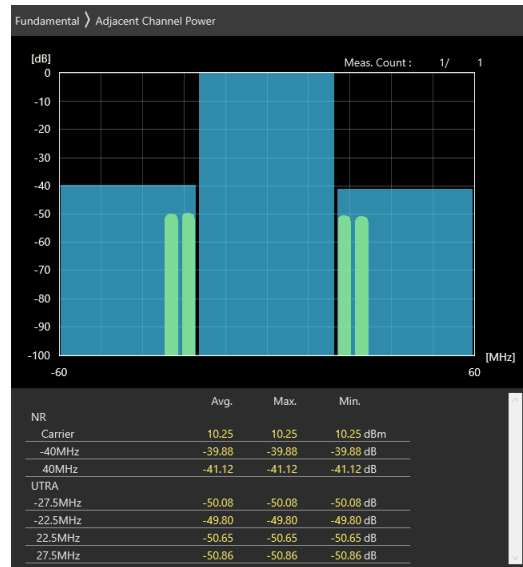 Fundamental 〉 Adjacent Channel Power
[dB]
Meas. Count : 1/ 1
0
-10
-20
-30
-40
-50
-60
-70
-80
-90
-100
[MHz]
-60 60
Avg. Max. Min.
NR
Carrier 10.25 10.25 10.25 dBm
-40MHz -39.88 -39.88 -39.88 dB
40MHz -41.12 -41.12 -41.12 dB
UTRA
-27.5MHz -50.08 -50.08 -50.08 dB
-22.5MHz -49.80 -49.80 -49.80 dB
22.5MHz -50.65 -50.65 -50.65 dB
27.5MHz -50.86 -50.86 -50.86 dB